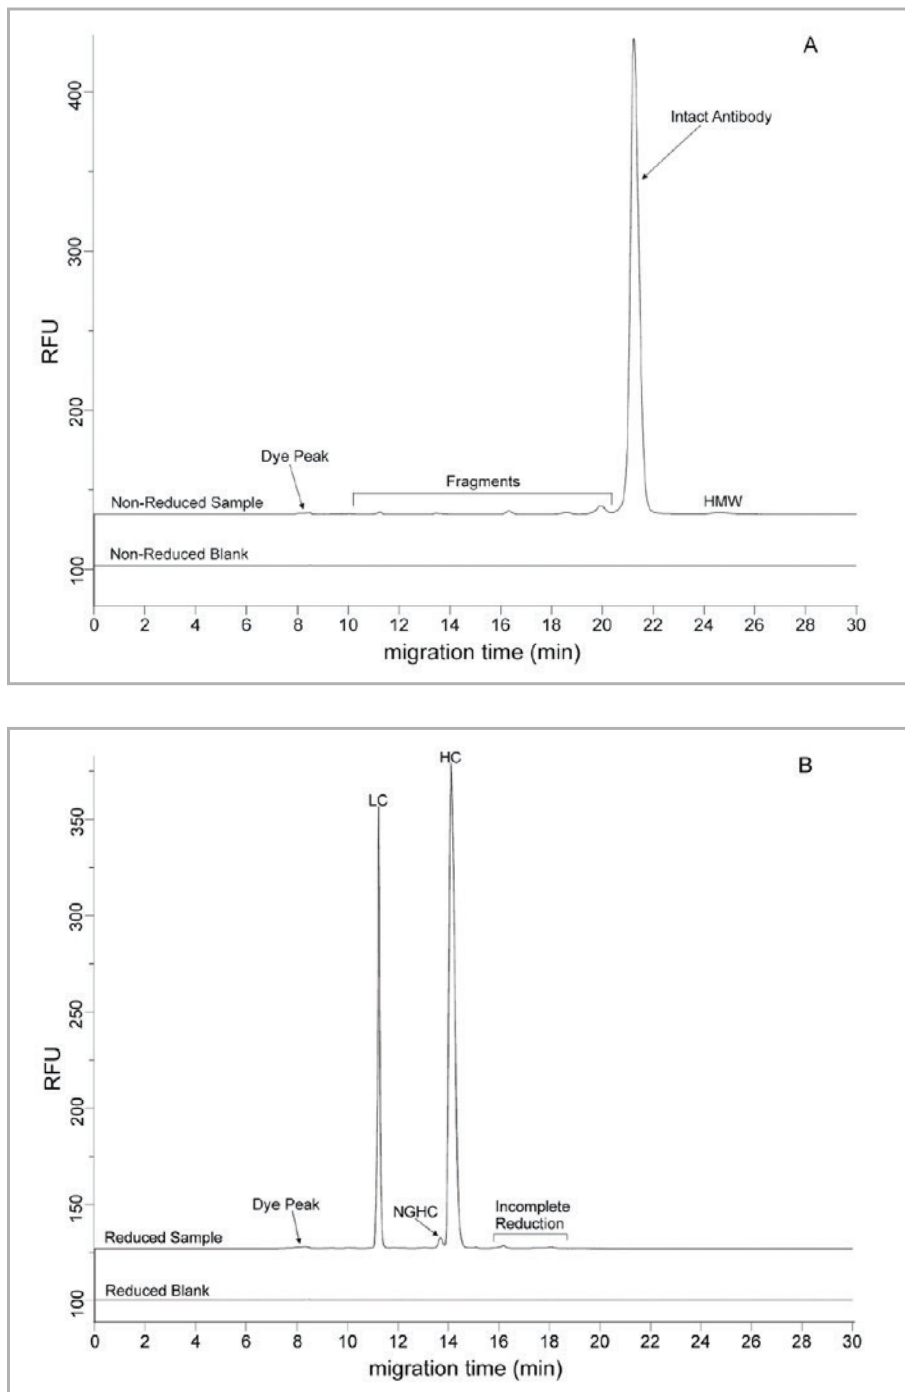 A
400
Intact Antibody
300
RFU
200
Dye Peak
Fragments
Non-Reduced Sample
HMW
Non-Reduced Blank
100
0 2 4 6 8 10 12 14 16 18 20 22 24 26 28 30
migration time (min)
HC
B
LC
350
300
250
RFU
200
150
Dye Peak
NGHC
Incomplete
Reduction
Reduced Sample
Reduced Blank
100
0 2 4 6 8 10 12 14 16 18 20 22 24 26 28 30
migration time (min)